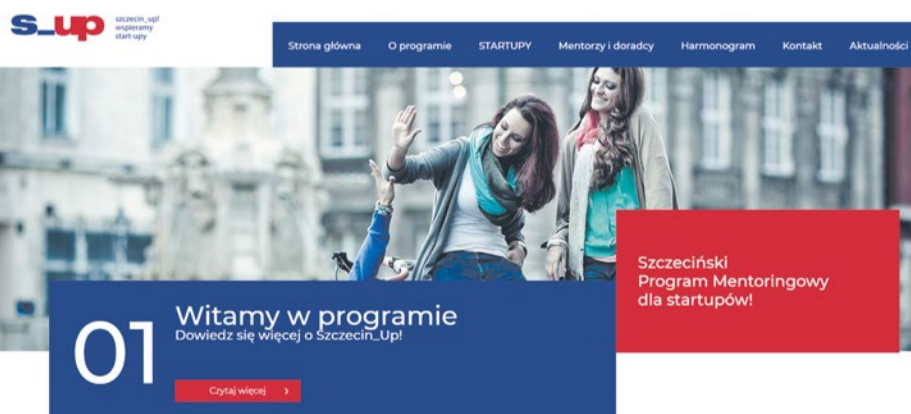 s_up
szczecin_up!
wspieramy
start-upy
Strona główna O programie STARTUPY Mentorzy i doradcy Harmonogram Kontakt Aktualności
Szczeciński
Program Mentoringowy
dla startupów!
01
Witamy w programie
Dowiedz się więcej o Szczecin_Up!
Czytaj więcej